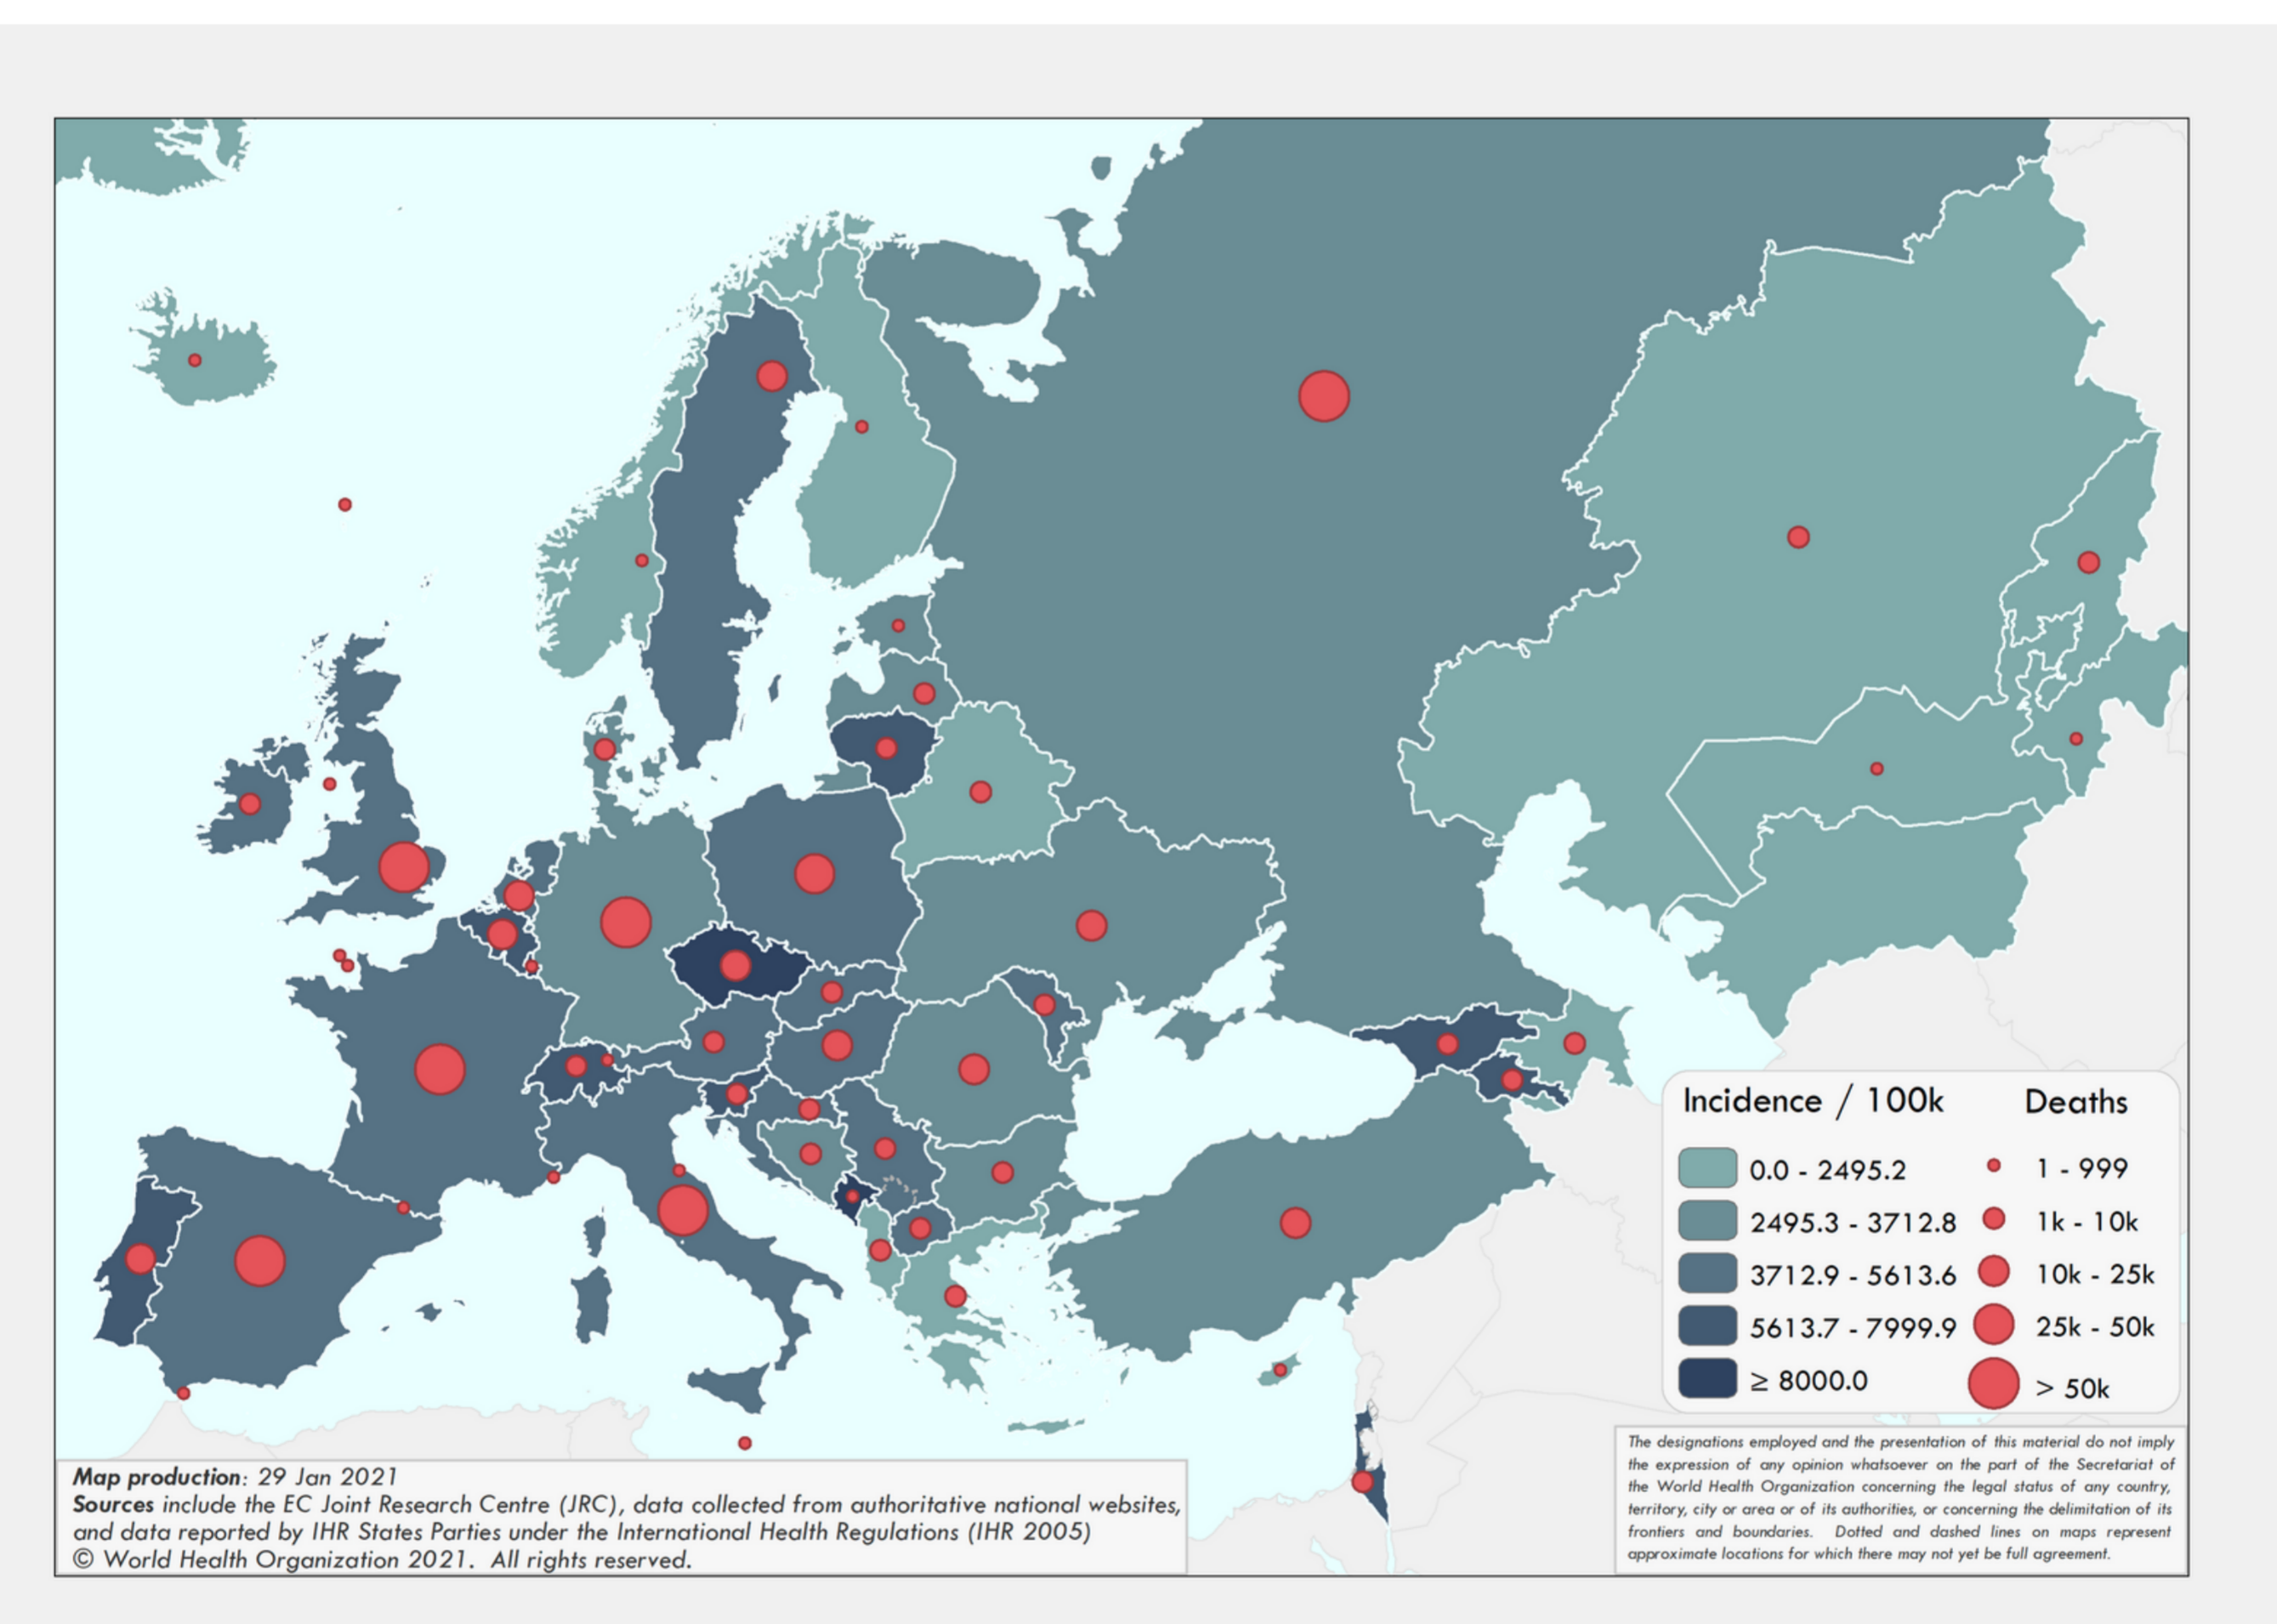 Incidence / 100k Deaths
0.0 - 2495.2 1 - 999
2495.3 - 3712.8 1k - 10k
3712.9 - 5613.6 10k - 25k
5613.7 - 7999.9 25k - 50k
≥ 8000.0 > 50k
The designations employed and the presentation of this material do not imply
the expression of any opinion whatsoever on the part of the Secretariat of
the World Health Organization concerning the legal status of any country,
territory, city or area or of its authorities, or concerning the delimitation of its
frontiers and boundaries. Dotted and dashed lines on maps represent
approximate locations for which there may not yet be full agreement.
Map production: 29 Jan 2021
Sources include the EC Joint Research Centre (JRC), data collected from authoritative national websites,
and data reported by IHR States Parties under the International Health Regulations (IHR 2005)
© World Health Organization 2021. All rights reserved.